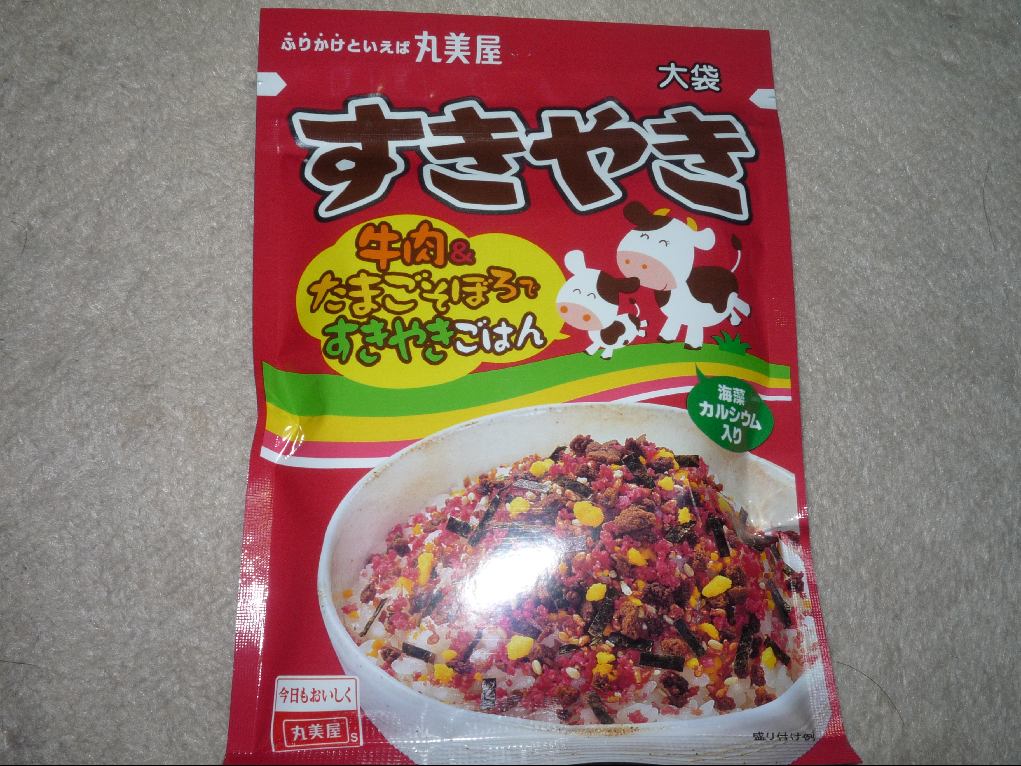 ふりかけといえば 丸美屋
大袋
すきやき
牛肉&
たまごそぼろで
すきやきごはん
海藻
カルシウム
入り
今日もおいしく
丸美屋
S
盛り付け例